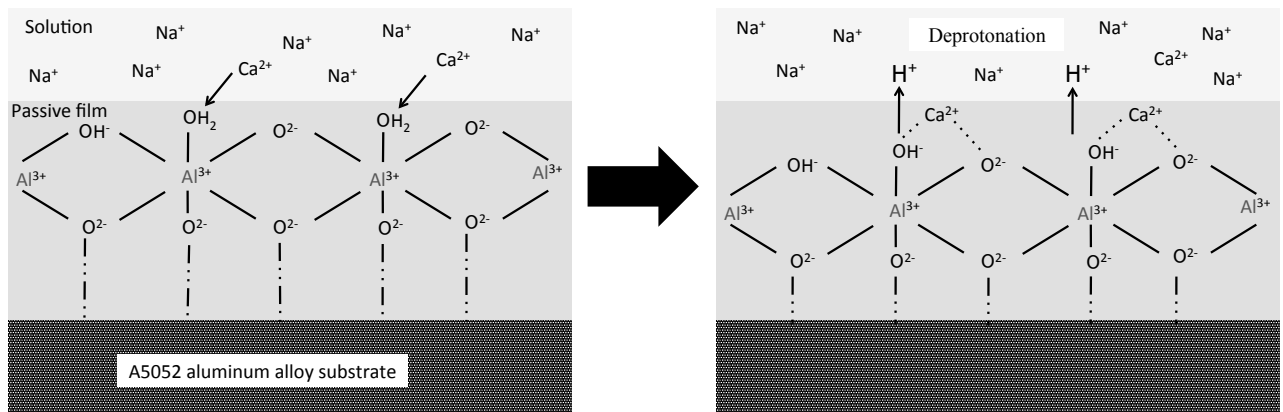 Solution
Na⁺
Na⁺
Na⁺
Na⁺
Na⁺
Na⁺
Na⁺
Ca²⁺
Ca²⁺
Passive film
OH⁻
OH₂
O²⁻
OH₂
O²⁻
Al³⁺
Al³⁺
Al³⁺
Al³⁺
O²⁻
O²⁻
O²⁻
O²⁻
O²⁻
A5052 aluminum alloy substrate
Na⁺
Na⁺
Deprotonation
Na⁺
Na⁺
Na⁺
H⁺
Na⁺
H⁺
Ca²⁺
Na⁺
Ca²⁺
Ca²⁺
OH⁻
OH⁻
O²⁻
OH⁻
O²⁻
Al³⁺
Al³⁺
Al³⁺
Al³⁺
O²⁻
O²⁻
O²⁻
O²⁻
O²⁻